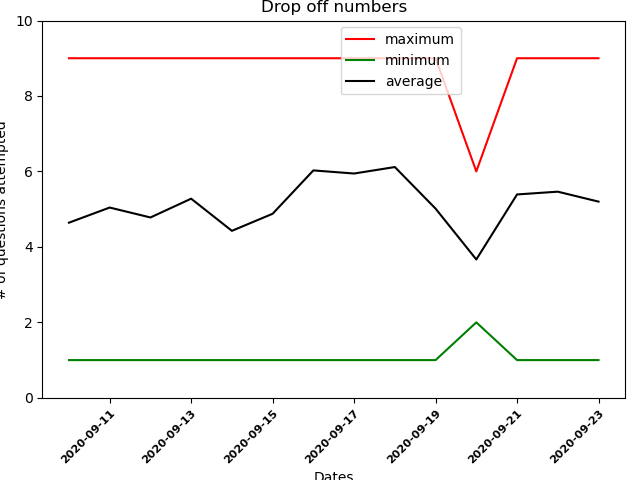 Drop off numbers
maximum
minimum
average
# of questions attempted
10
8
6
4
2
0
2020-09-11
2020-09-13
2020-09-15
2020-09-17
2020-09-19
2020-09-21
2020-09-23
Dates